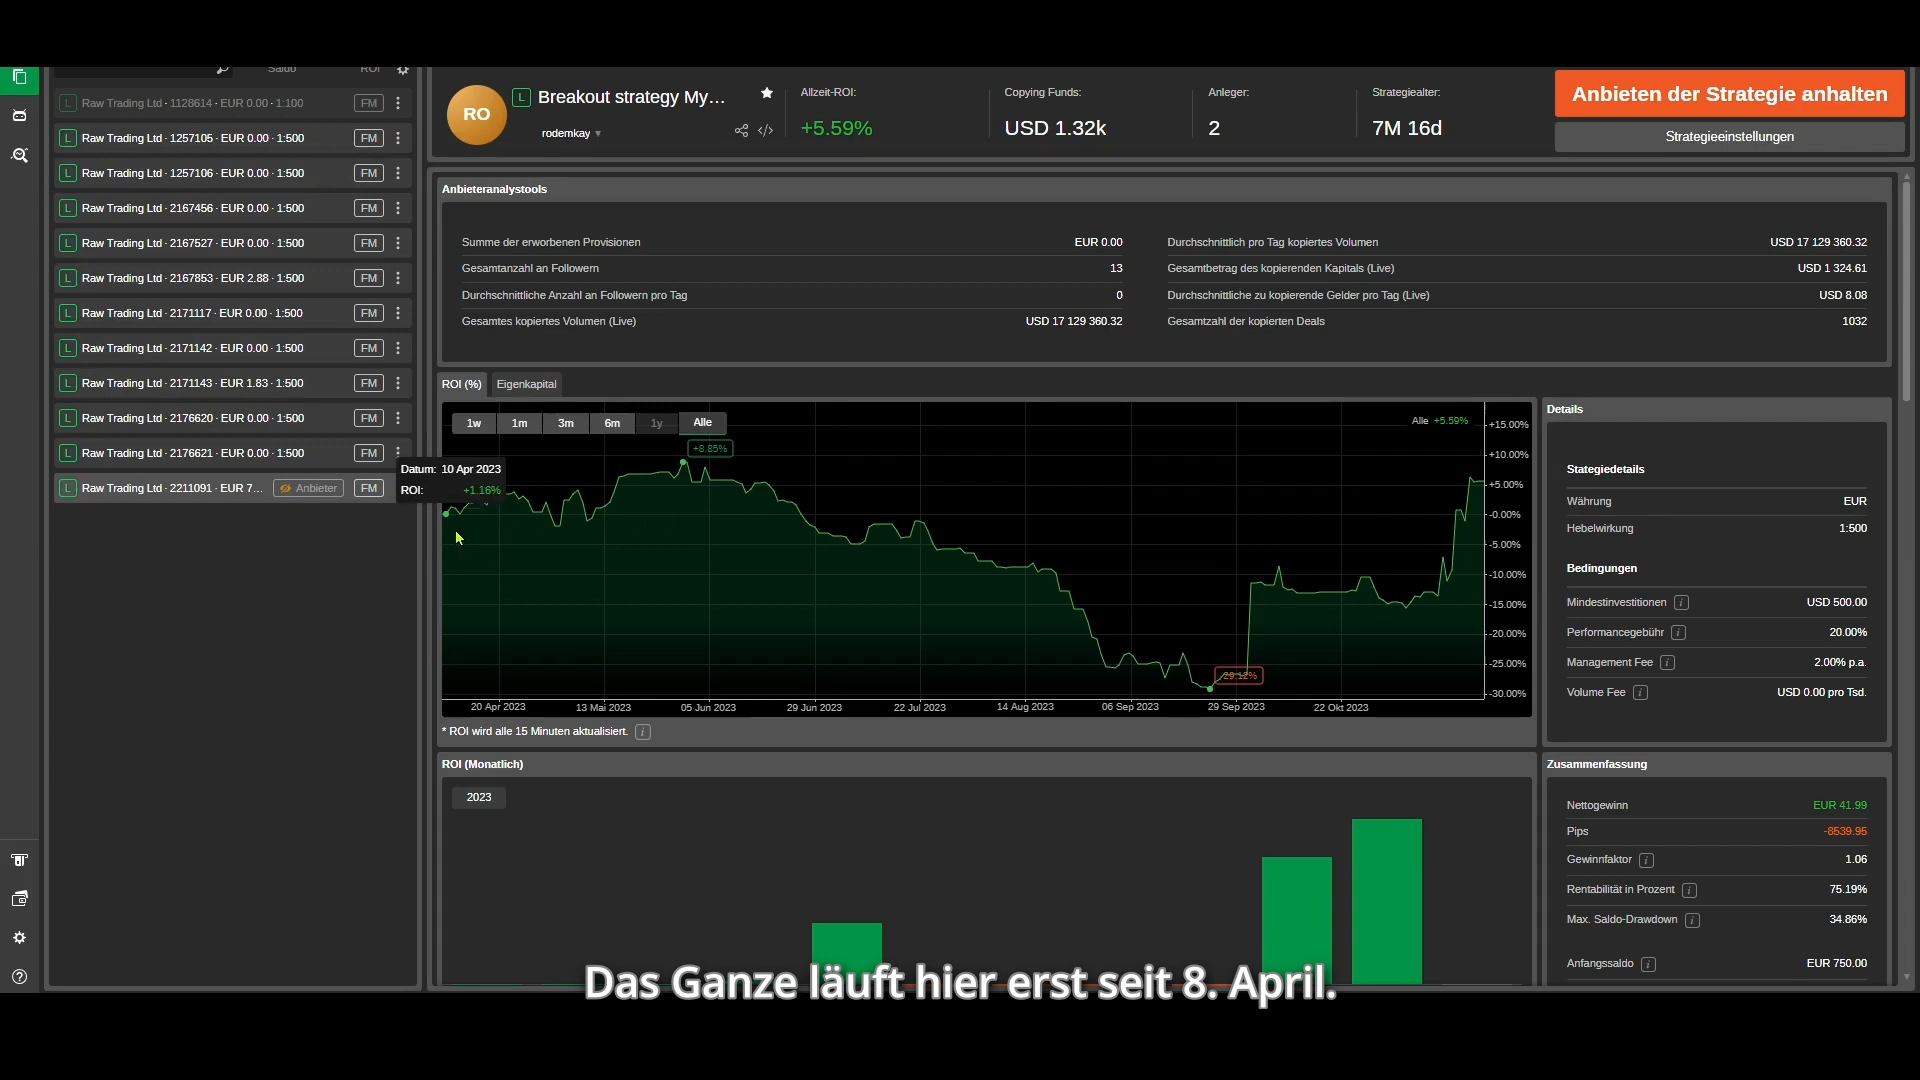 Saldo
ROI
L Raw Trading Ltd · 1128614 · EUR 0.00 · 1:100 FM
L Raw Trading Ltd · 1257105 · EUR 0.00 · 1:500 FM
L Raw Trading Ltd · 1257106 · EUR 0.00 · 1:500 FM
L Raw Trading Ltd · 2167456 · EUR 0.00 · 1:500 FM
L Raw Trading Ltd · 2167527 · EUR 0.00 · 1:500 FM
L Raw Trading Ltd · 2167853 · EUR 2.88 · 1:500 FM
L Raw Trading Ltd · 2171117 · EUR 0.00 · 1:500 FM
L Raw Trading Ltd · 2171142 · EUR 0.00 · 1:500 FM
L Raw Trading Ltd · 2171143 · EUR 1.83 · 1:500 FM
L Raw Trading Ltd · 2176620 · EUR 0.00 · 1:500 FM
L Raw Trading Ltd · 2176621 · EUR 0.00 · 1:500 FM
L Raw Trading Ltd · 2211091 · EUR 7... Anbieter FM
RO
L Breakout strategy My...
rodemkay
Allzeit-ROI:
+5.59%
Copying Funds:
USD 1.32k
Anleger:
2
Strategiealter:
7M 16d
Anbieten der Strategie anhalten
Strategieeinstellungen
Anbieteranalystools
Summe der erworbenen Provisionen EUR 0.00
Gesamtanzahl an Followern 13
Durchschnittliche Anzahl an Followern pro Tag 0
Gesamtes kopiertes Volumen (Live) USD 17 129 360.32
Durchschnittlich pro Tag kopiertes Volumen USD 17 129 360.32
Gesamtbetrag des kopierenden Kapitals (Live) USD 1 324.61
Durchschnittliche zu kopierende Gelder pro Tag (Live) USD 8.08
Gesamtzahl der kopierten Deals 1032
ROI (%) Eigenkapital
1w 1m 3m 6m 1y Alle
Alle +5.59%
+8.85%
Datum: 10 Apr 2023
ROI: +1.16%
-29.12%
+15.00%
+10.00%
+5.00%
-0.00%
-5.00%
-10.00%
-15.00%
-20.00%
-25.00%
-30.00%
20 Apr 2023 13 Mai 2023 05 Jun 2023 29 Jun 2023 22 Jul 2023 14 Aug 2023 06 Sep 2023 29 Sep 2023 22 Okt 2023
* ROI wird alle 15 Minuten aktualisiert. i
Details
Stategiedetails
Währung EUR
Hebelwirkung 1:500
Bedingungen
Mindestinvestitionen i USD 500.00
Performancegebühr i 20.00%
Management Fee i 2.00% p.a.
Volume Fee i USD 0.00 pro Tsd.
ROI (Monatlich)
2023
Zusammenfassung
Nettogewinn EUR 41.99
Pips -8539.95
Gewinnfaktor i 1.06
Rentabilität in Prozent i 75.19%
Max. Saldo-Drawdown i 34.86%
Anfangssaldo i EUR 750.00
Das Ganze läuft hier erst seit 8. April.